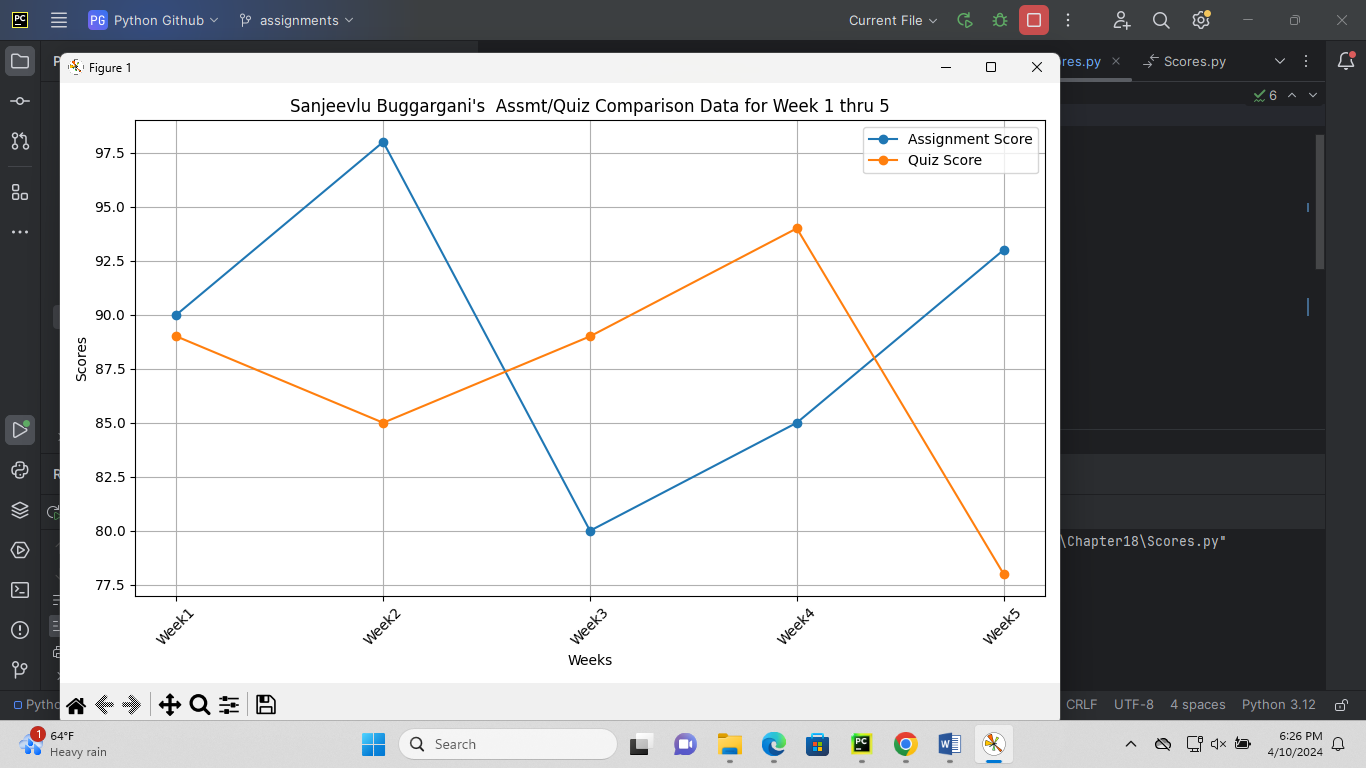 PC
PG Python Github
assignments
Current File
Figure 1
res.py
Scores.py
6
Sanjeevlu Buggargani's  Assmt/Quiz Comparison Data for Week 1 thru 5
Assignment Score
Quiz Score
97.5
95.0
92.5
90.0
87.5
85.0
82.5
80.0
77.5
Scores
Week1
Week2
Week3
Week4
Week5
Weeks
\Chapter18\Scores.py"
Pytho
CRLF
UTF-8
4 spaces
Python 3.12
1
64°F
Heavy rain
Search
6:26 PM
4/10/2024